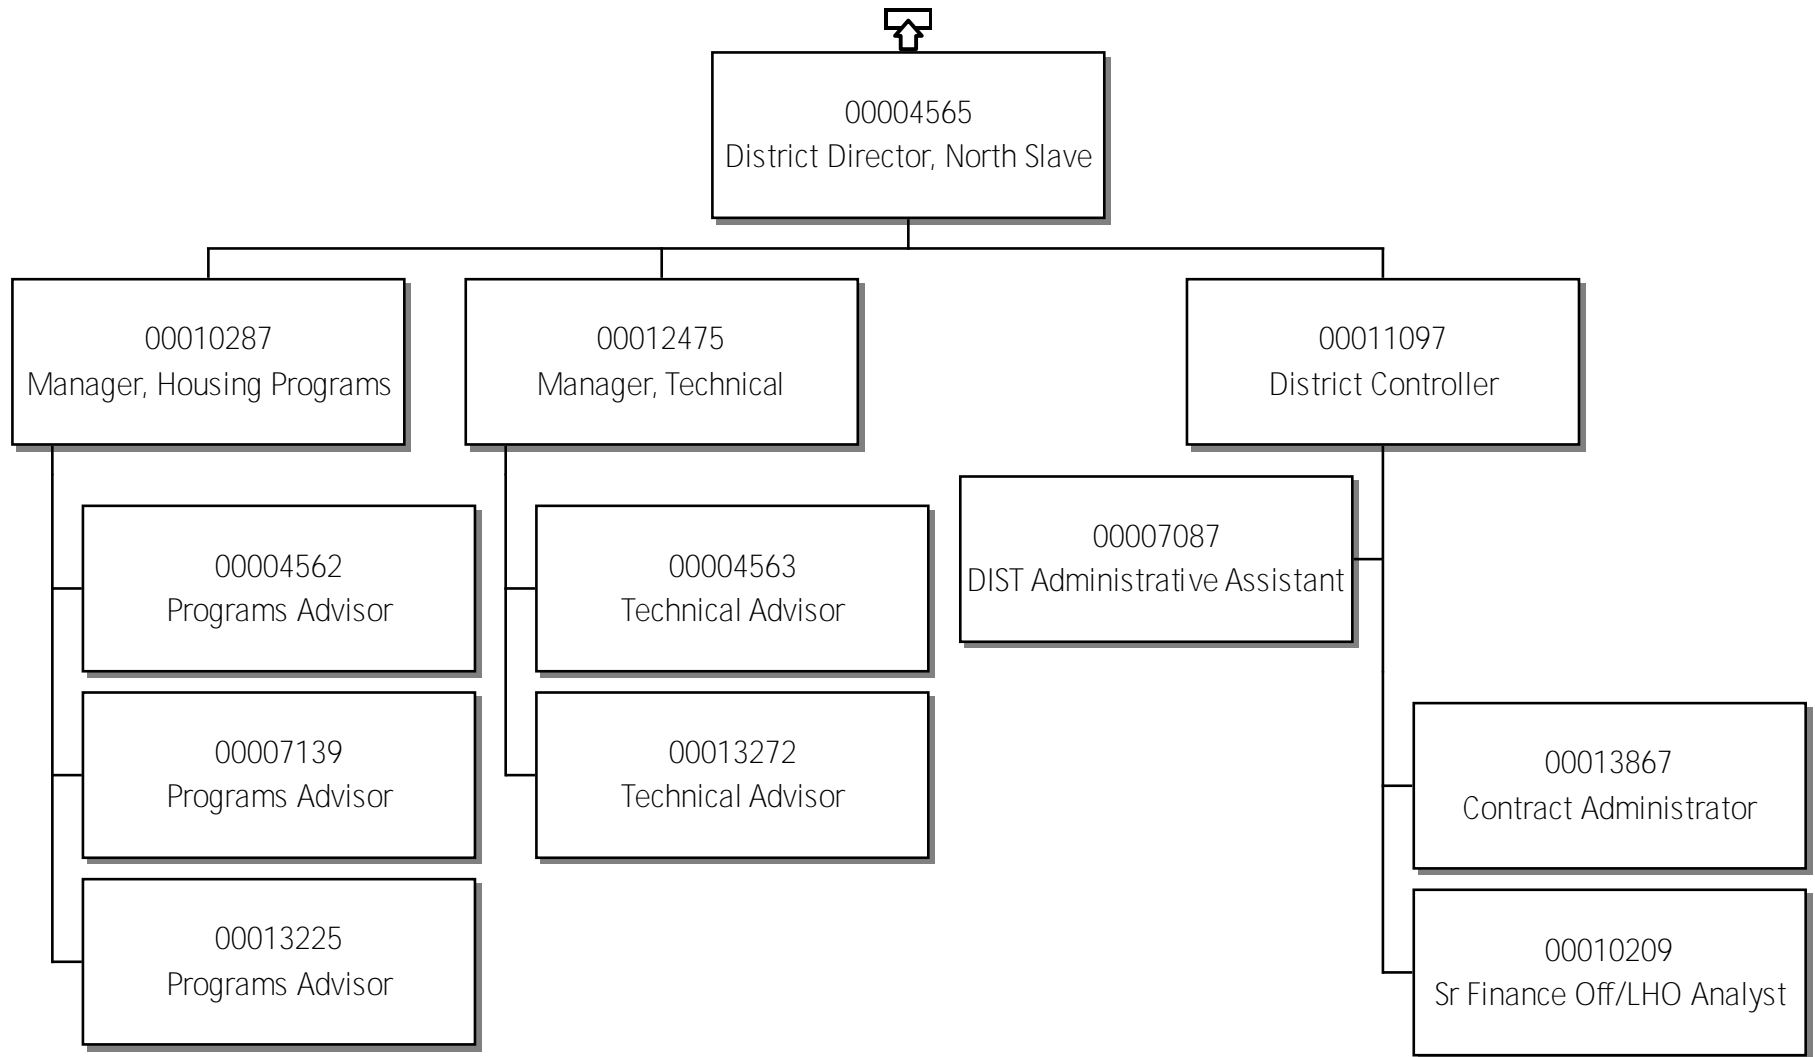 00004565
District Director, North Slave
00010287
Manager, Housing Programs
00012475
Manager, Technical
00011097
District Controller
00004562
Programs Advisor
00007139
Programs Advisor
00013225
Programs Advisor
00004563
Technical Advisor
00013272
Technical Advisor
00007087
DIST Administrative Assistant
00013867
Contract Administrator
00010209
Sr Finance Off/LHO Analyst